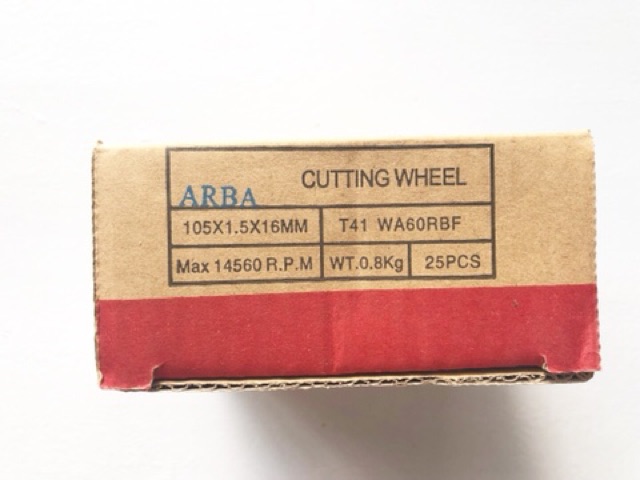 ARBA CUTTING WHEEL
105X1.5X16MM T41 WA60RBF
Max 14560 R.P.M WT.0.8Kg 25PCS